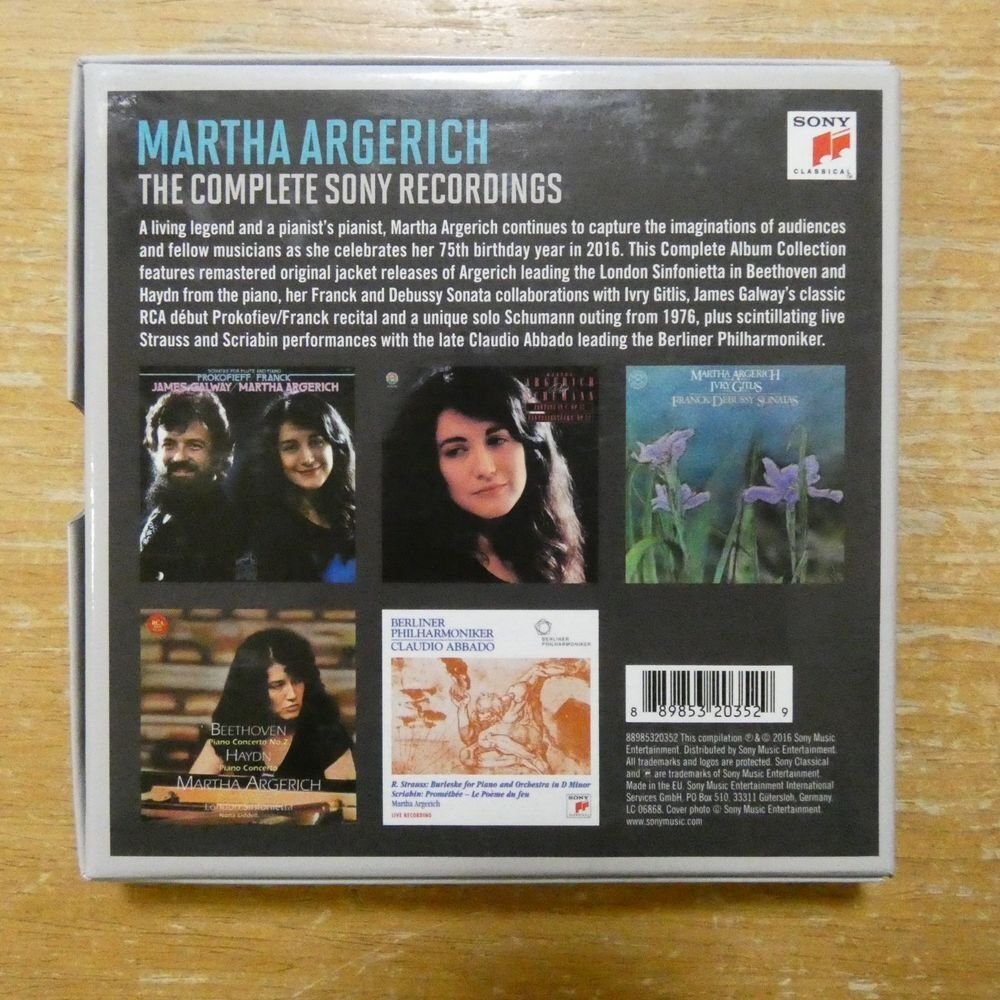 MARTHA ARGERICH
THE COMPLETE SONY RECORDINGS
SONY
CLASSICAL
A living legend and a pianist's pianist, Martha Argerich continues to capture the imaginations of audiences
and fellow musicians as she celebrates her 75th birthday year in 2016. This Complete Album Collection
features remastered original jacket releases of Argerich leading the London Sinfonietta in Beethoven and
Haydn from the piano, her Franck and Debussy Sonata collaborations with Ivry Gitlis, James Galway's classic
RCA début Prokofiev/Franck recital and a unique solo Schumann outing from 1976, plus scintillating live
Strauss and Scriabin performances with the late Claudio Abbado leading the Berliner Philharmoniker.
SONATAS FOR FLUTE AND PIANO
PROKOFIEFF FRANCK
JAMES GALWAY/MARTHA ARGERICH
MARTHA
ARGERICH
SCHUMANN
MARTHA ARGERICH
IVRY GITLIS
FRANCK/DEBUSSY SONATAS
RCA
BEETHOVEN
Piano Concerto No.2
HAYDN
Piano Concerto
MARTHA ARGERICH
London Sinfonietta
BERLINER
PHILHARMONIKER
CLAUDIO ABBADO
BERLINER
PHILHARMONIKER
R. Strauss: Burleske for Piano and Orchestra in D Minor
Scriabin: Prométhée – Le Poème du feu
Martha Argerich
LIVE RECORDING
SONY
8 89853 20352 9
88985320352 This compilation ℗ & © 2016 Sony Music
Entertainment. Distributed by Sony Music Entertainment.
All trademarks and logos are protected. Sony Classical
and are trademarks of Sony Music Entertainment.
Made in the EU. Sony Music Entertainment International
Services GmbH. PO Box 510, 33311 Gütersloh, Germany.
LC 06868. Cover photo © Sony Music Entertainment.
www.sonymusic.com